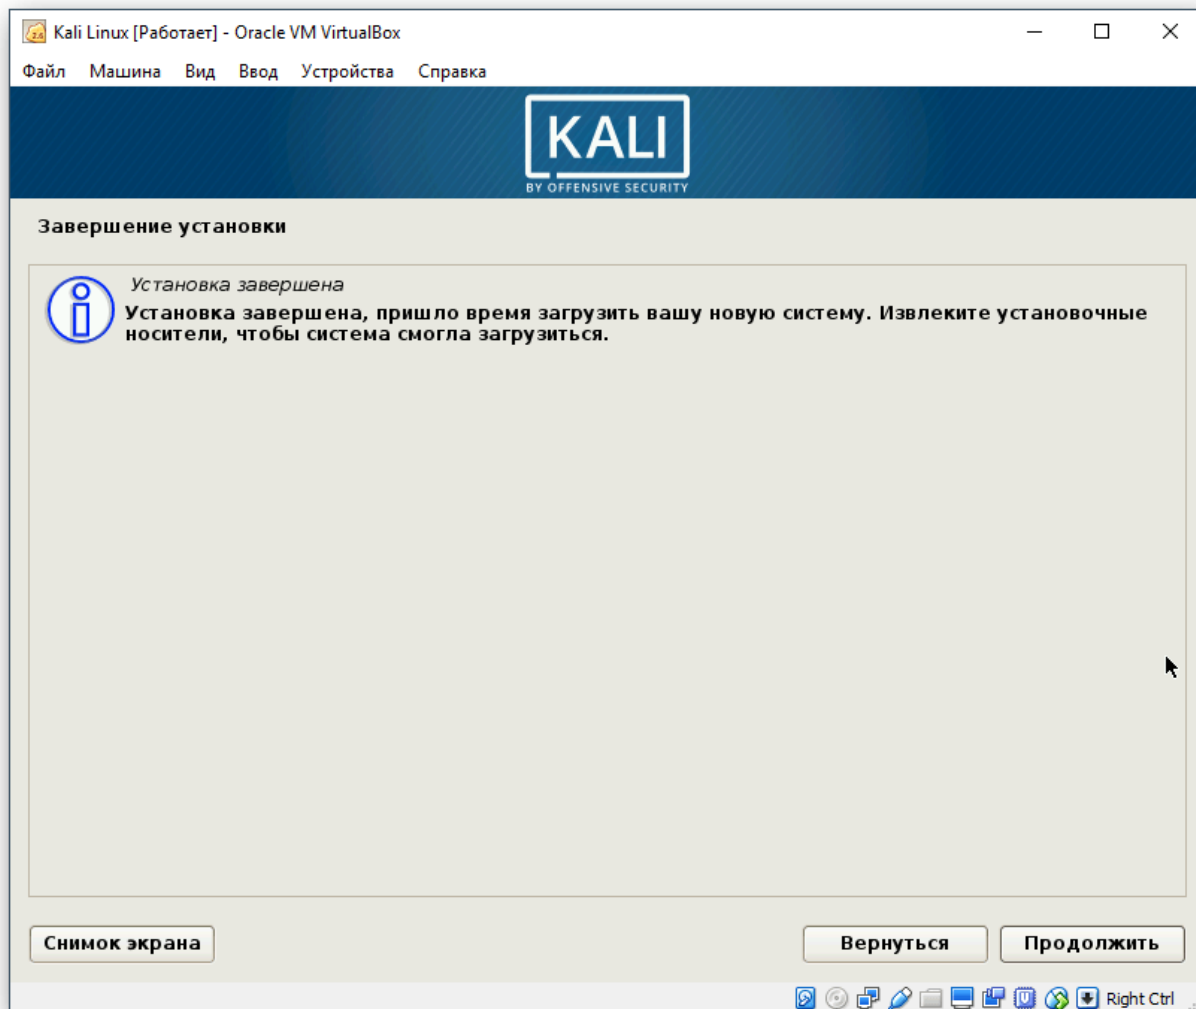 Kali Linux [Работает] - Oracle VM VirtualBox
Файл Машина Вид Ввод Устройства Справка
KALI
BY OFFENSIVE SECURITY
Завершение установки
Установка завершена
Установка завершена, пришло время загрузить вашу новую систему. Извлеките установочные
носители, чтобы система смогла загрузиться.
Снимок экрана Вернуться Продолжить
Right Ctrl